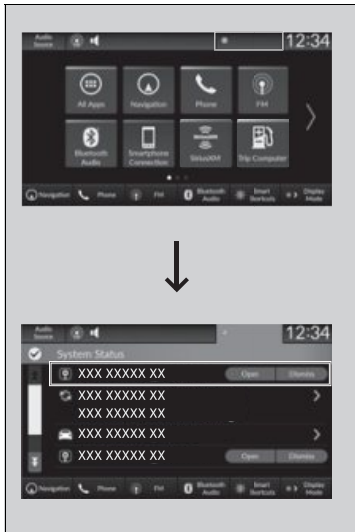 Audio
Source
12:34
All Apps
Navigation
Phone
FM
Bluetooth
Audio
Smartphone
Connection
SiriusXM
Trip Computer
Navigation
Phone
FM
Bluetooth
Audio
Smart
Shortcuts
Display
Mode
Audio
Source
12:34
System Status
XXX XXXXX XX
Open
Dismiss
XXX XXXXX XX
XXX XXXXX XX
XXX XXXXX XX
XXX XXXXX XX
Open
Dismiss
Navigation
Phone
FM
Bluetooth
Audio
Smart
Shortcuts
Display
Mode